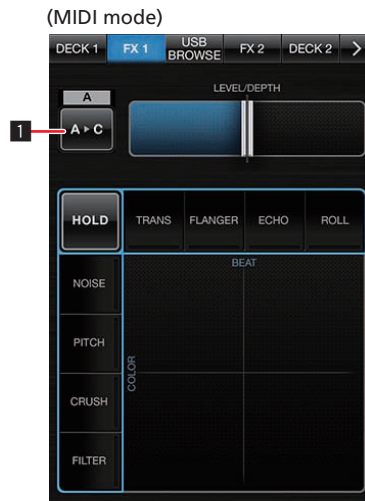 (MIDI mode)
DECK 1 FX 1 USB BROWSE FX 2 DECK 2 >
LEVEL/DEPTH
A
1
A▸C
HOLD TRANS FLANGER ECHO ROLL
BEAT
NOISE
PITCH
COLOR
CRUSH
FILTER